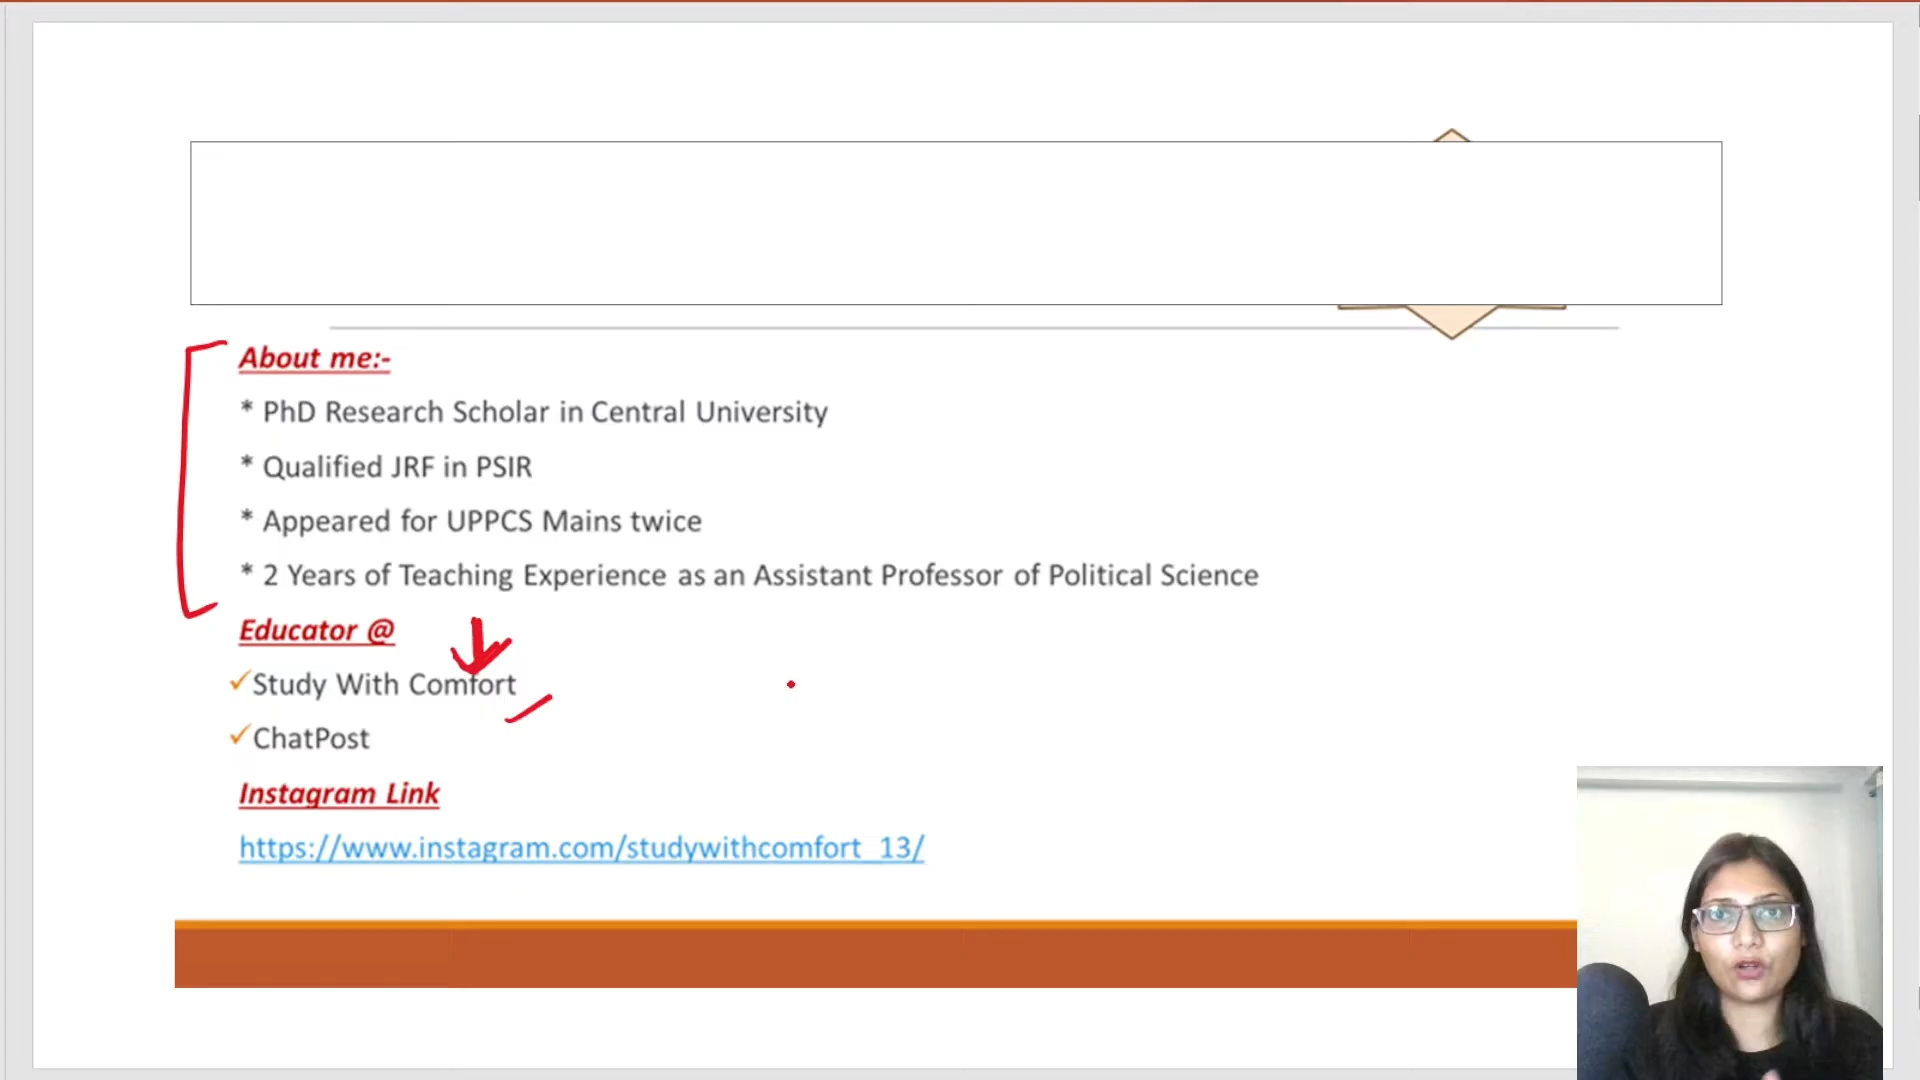 About me:-
* PhD Research Scholar in Central University
* Qualified JRF in PSIR
* Appeared for UPPCS Mains twice
* 2 Years of Teaching Experience as an Assistant Professor of Political Science
Educator @
✓Study With Comfort
✓ChatPost
Instagram Link
https://www.instagram.com/studywithcomfort_13/